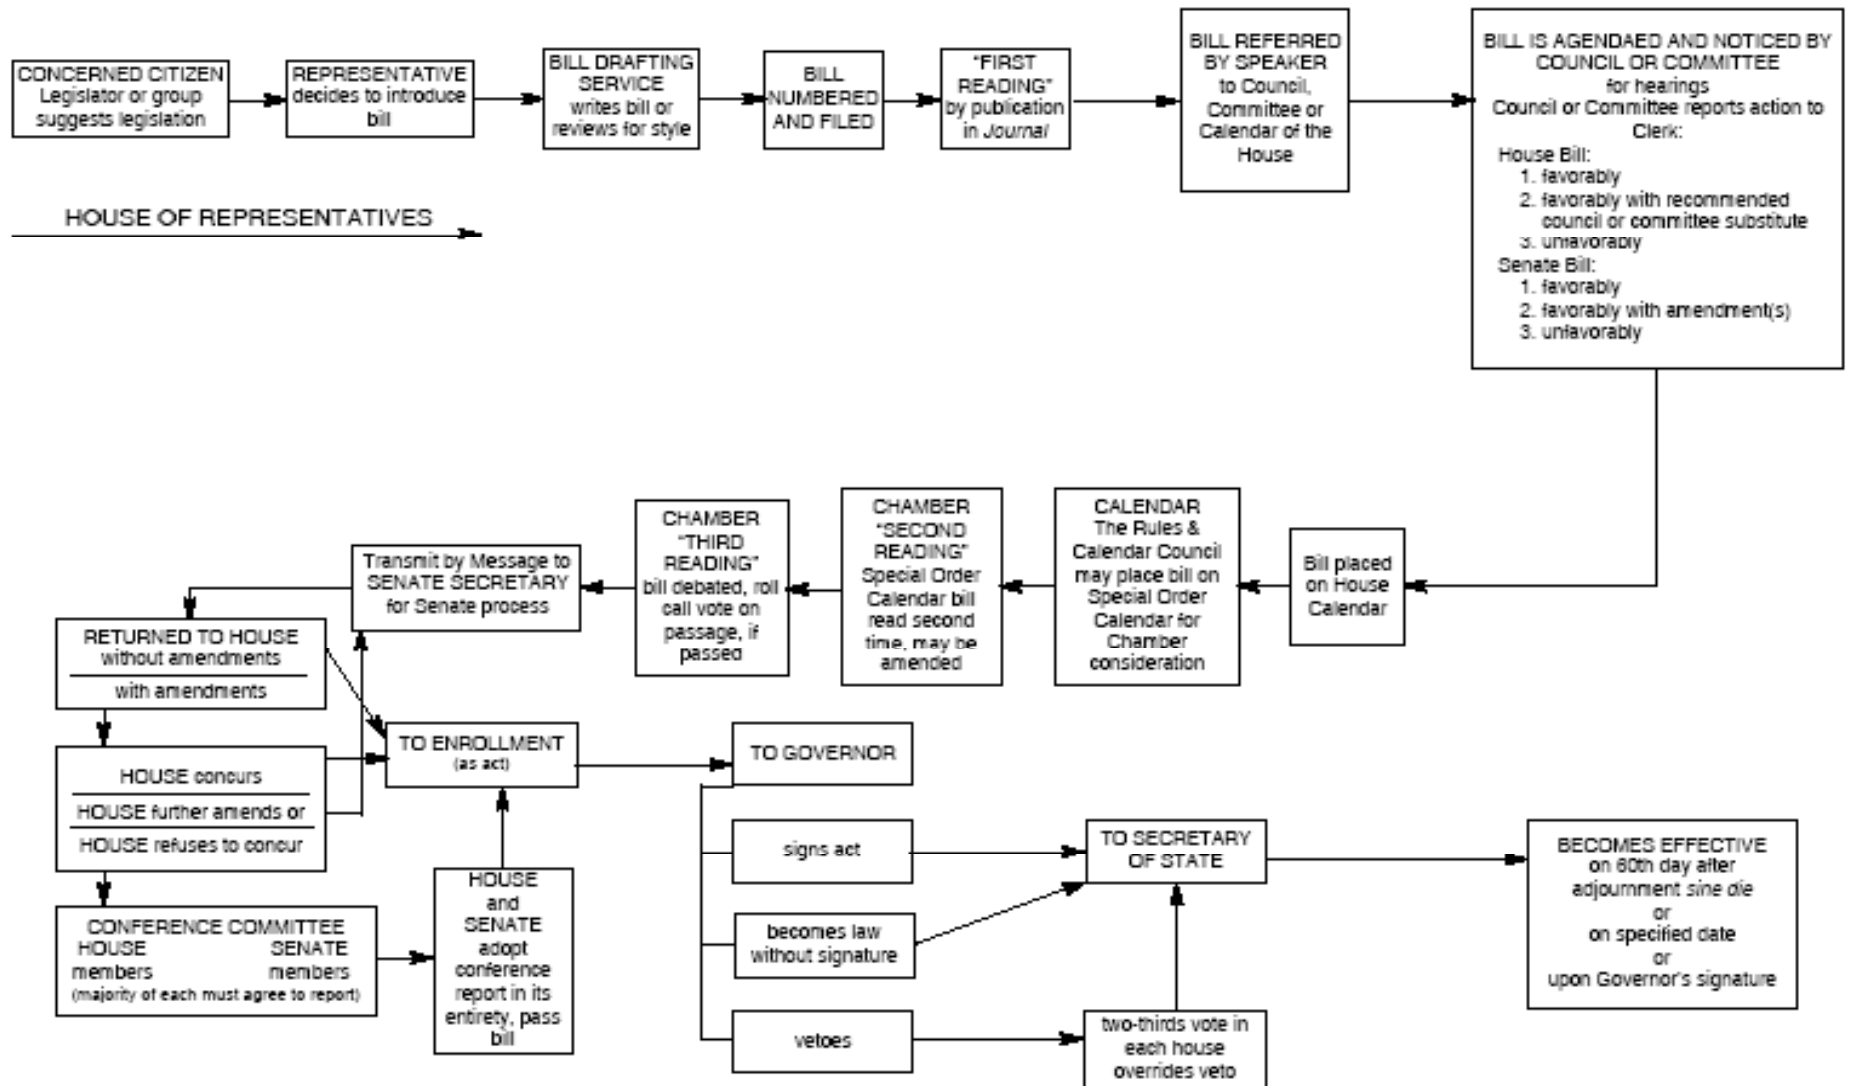 CONCERNED CITIZEN
Legislator or group
suggests legislation
REPRESENTATIVE
decides to introduce
bill
BILL DRAFTING
SERVICE
writes bill or
reviews for style
BILL
NUMBERED
AND FILED
“FIRST
READING”
by publication
in Journal
BILL REFERRED
BY SPEAKER
to Council,
Committee or
Calendar of the
House
BILL IS AGENDAED AND NOTICED BY
COUNCIL OR COMMITTEE
for hearings
Council or Committee reports action to
Clerk:
House Bill:
1. favorably
2. favorably with recommended
council or committee substitute
3. unfavorably
Senate Bill:
1. favorably
2. favorably with amendment(s)
3. unfavorably
HOUSE OF REPRESENTATIVES
Bill placed
on House
Calendar
CALENDAR
The Rules &
Calendar Council
may place bill on
Special Order
Calendar for
Chamber
consideration
CHAMBER
“SECOND
READING”
Special Order
Calendar bill
read second
time, may be
amended
CHAMBER
“THIRD
READING”
bill debated, roll
call vote on
passage, if
passed
Transmit by Message to
SENATE SECRETARY
for Senate process
RETURNED TO HOUSE
without amendments
with amendments
HOUSE concurs
HOUSE further amends or
HOUSE refuses to concur
CONFERENCE COMMITTEE
HOUSE SENATE
members members
(majority of each must agree to report)
HOUSE
and
SENATE
adopt
conference
report in its
entirety, pass
bill
TO ENROLLMENT
(as act)
TO GOVERNOR
signs act
becomes law
without signature
vetoes
two-thirds vote in
each house
overrides veto
TO SECRETARY
OF STATE
BECOMES EFFECTIVE
on 60th day after
adjournment sine die
or
on specified date
or
upon Governor's signature